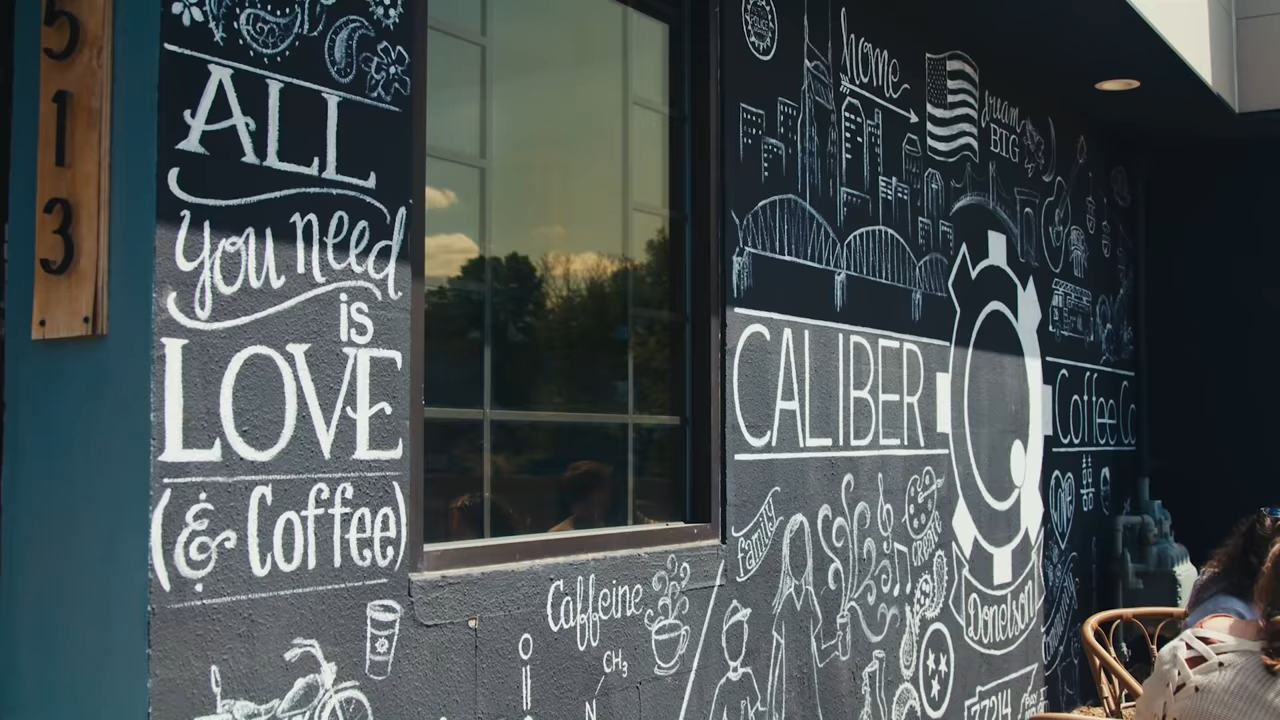 513
ALL
you need
is
LOVE
(& Coffee)
home
dream
BIG
CALIBER
Coffee Co
family
CREATE
Love
Donelson
Caffeine
CH3
N
37214